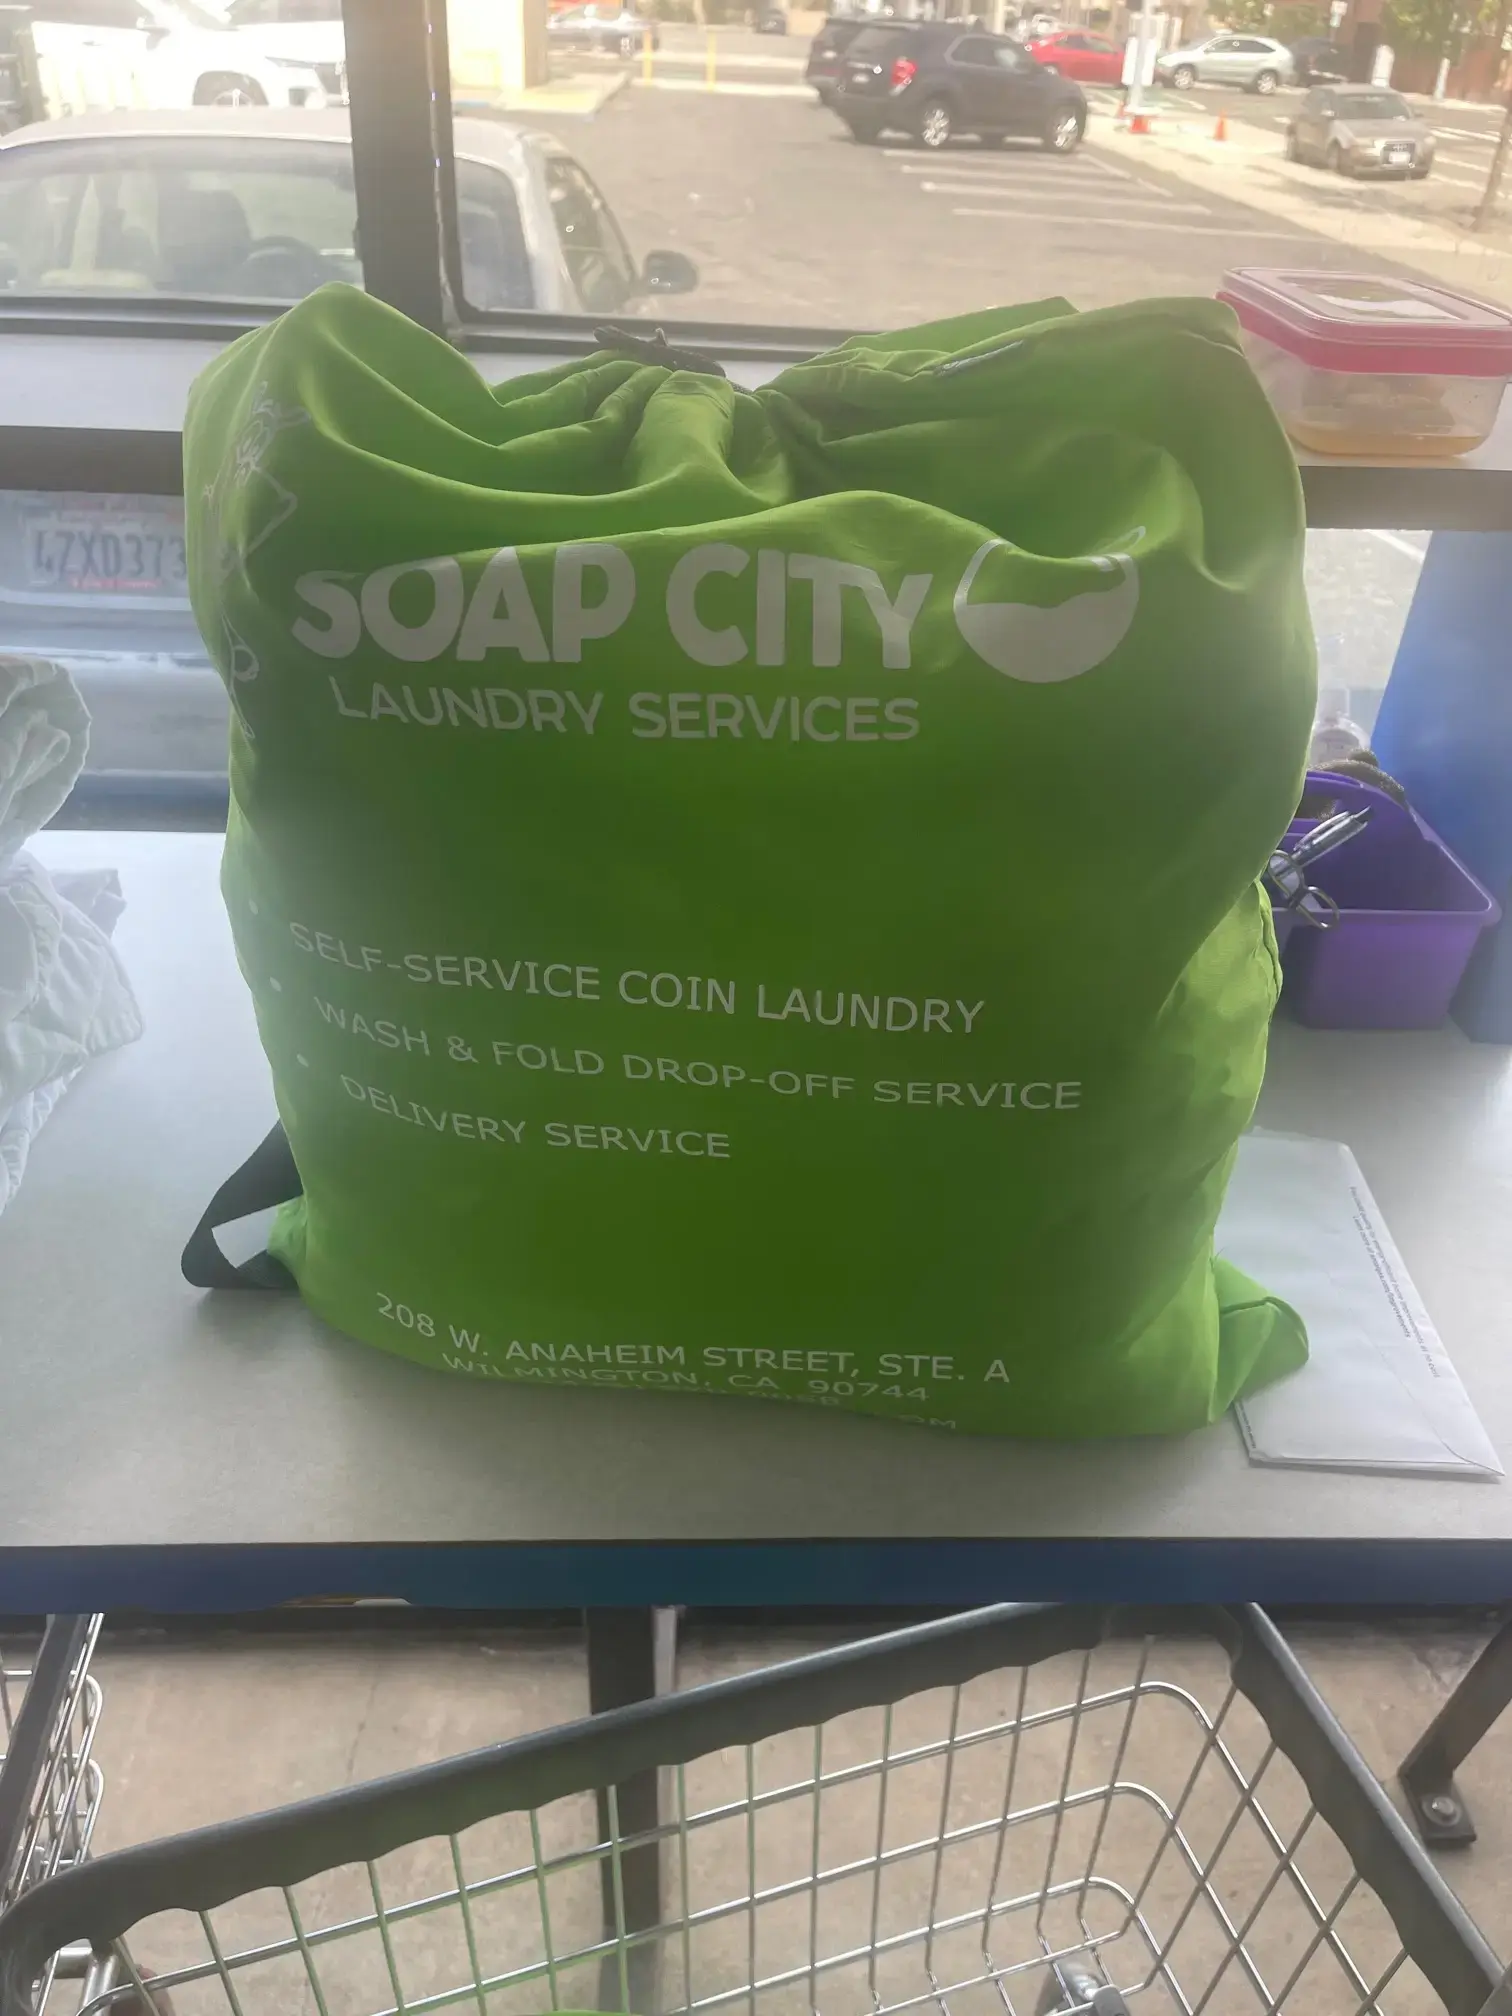 SOAP CITY
LAUNDRY SERVICES
SELF-SERVICE COIN LAUNDRY
WASH & FOLD DROP-OFF SERVICE
DELIVERY SERVICE
208 W. ANAHEIM STREET, STE. A
WILMINGTON, CA 90744